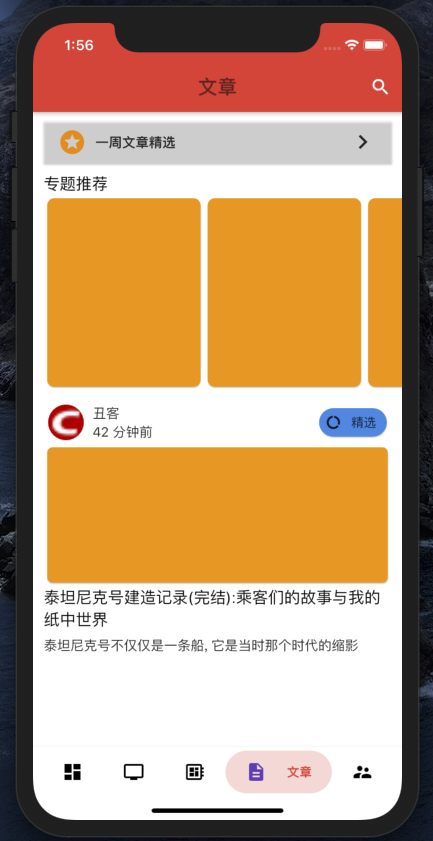 1:56
文章
一周文章精选
专题推荐
丑客
42 分钟前
精选
泰坦尼克号建造记录(完结):乘客们的故事与我的
纸中世界
泰坦尼克号不仅仅是一条船, 它是当时那个时代的缩影
文章